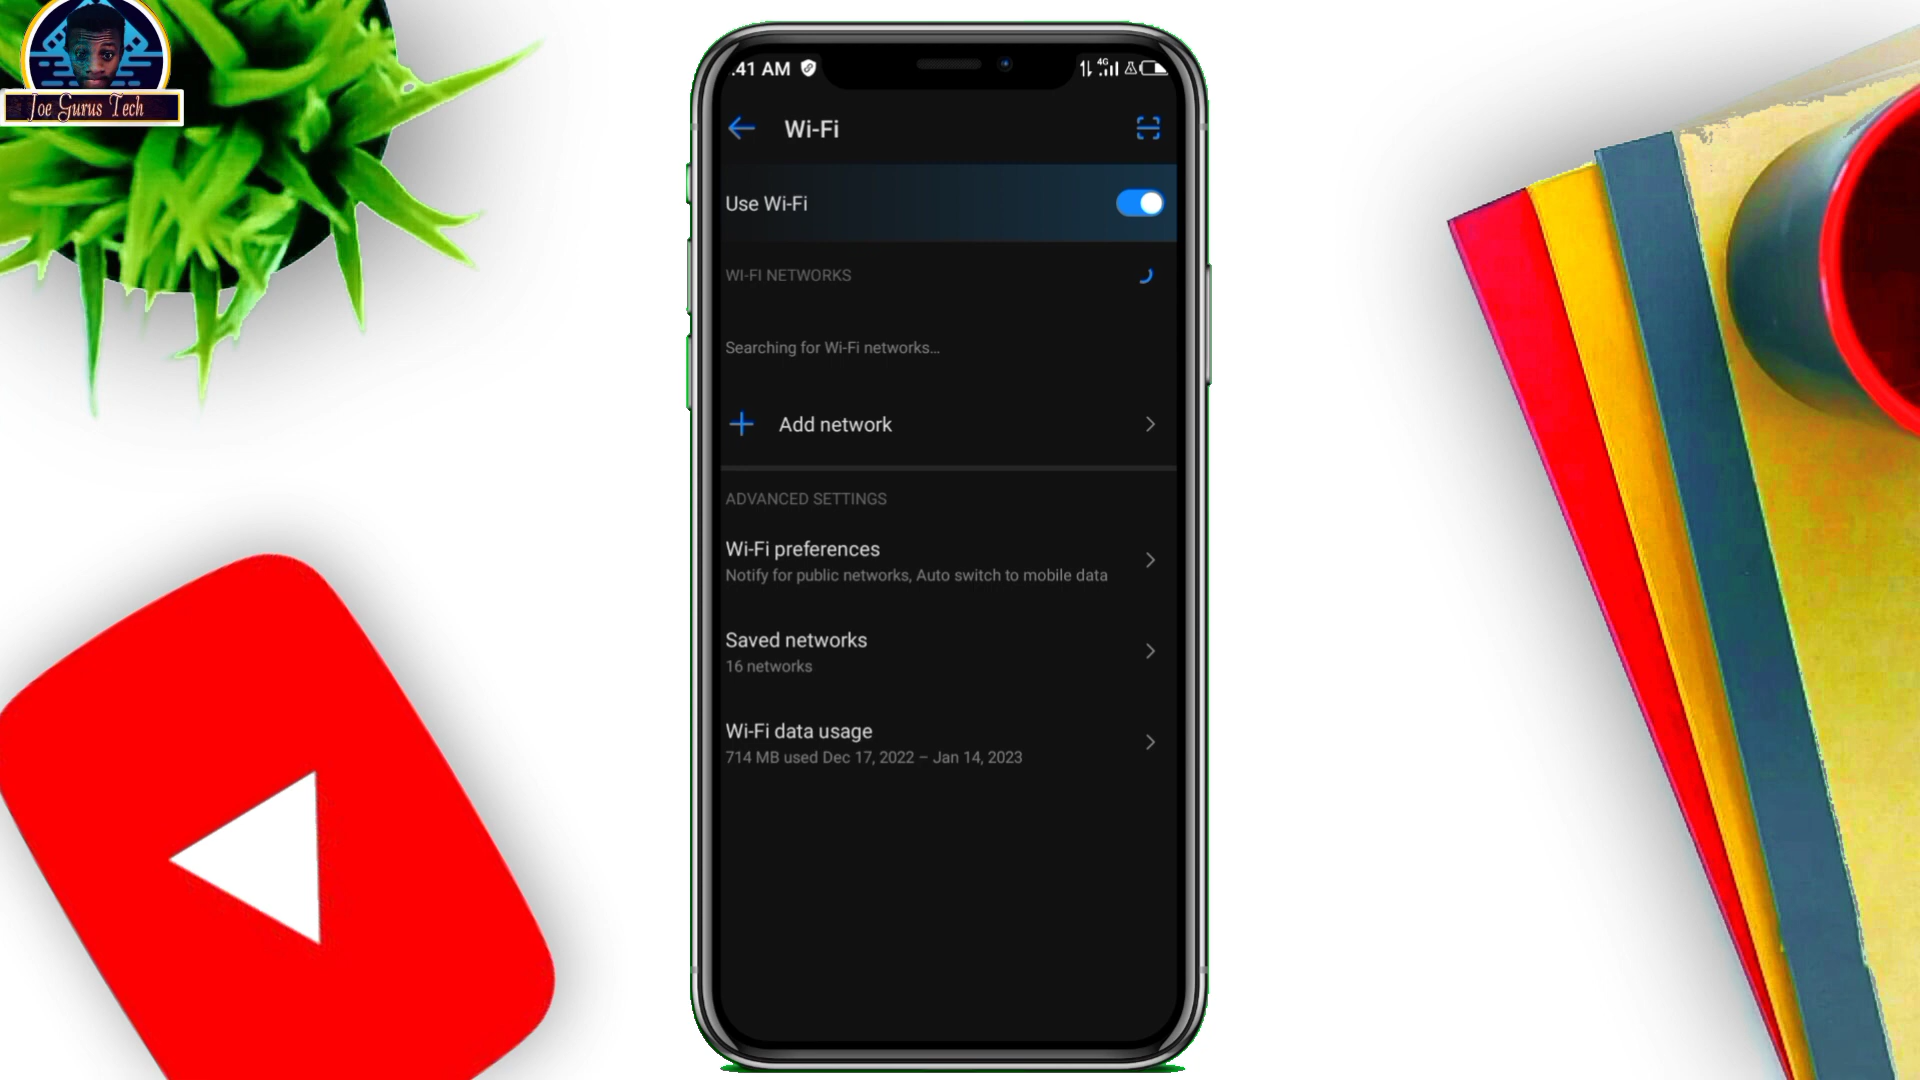 Joe Gurus Tech
:41 AM
4G
Wi-Fi
Use Wi-Fi
WI-FI NETWORKS
Searching for Wi-Fi networks…
Add network
ADVANCED SETTINGS
Wi-Fi preferences
Notify for public networks, Auto switch to mobile data
Saved networks
16 networks
Wi-Fi data usage
714 MB used Dec 17, 2022 – Jan 14, 2023